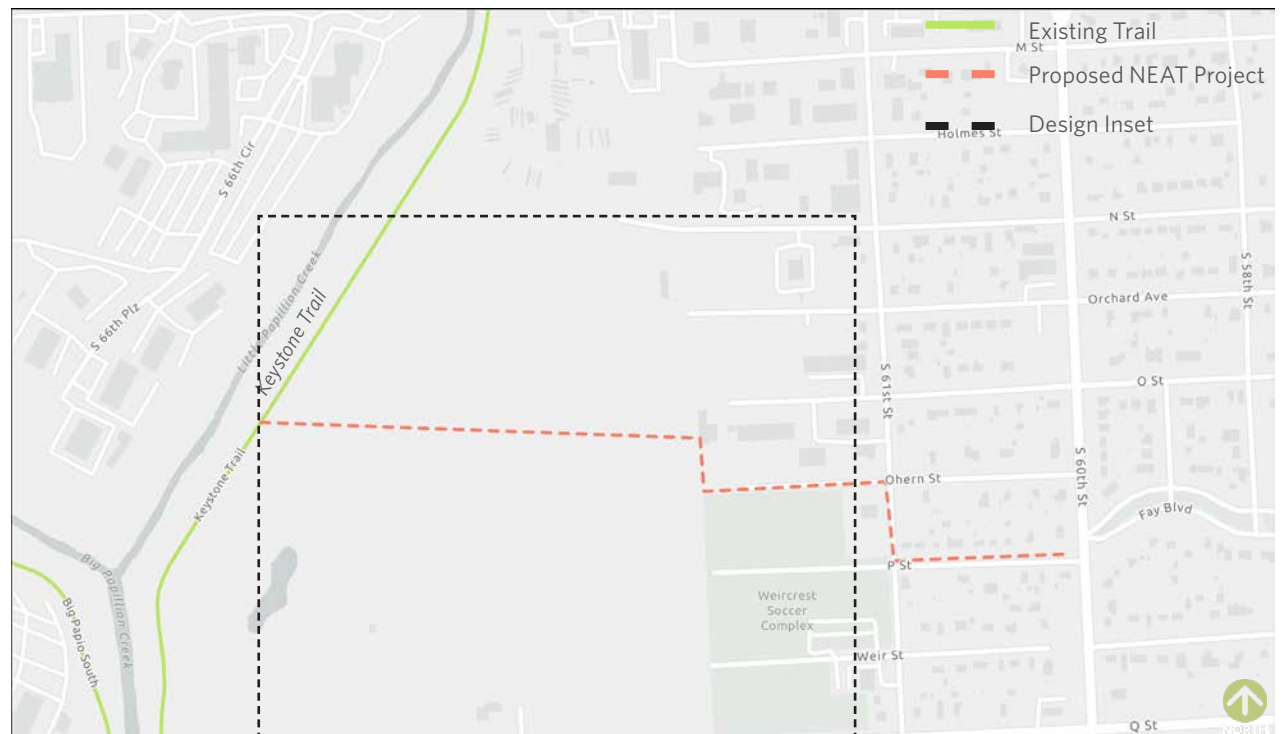 Existing Trail
M St
Proposed NEAT Project
Design Inset
Holmes St
S 66th Cir
N St
S 58th St
Little Papillion Creek
Orchard Ave
S 66th Plz
Keystone Trail
O St
S 61st St
Keystone Trail
S 60th St
Ohern St
Fay Blvd
Big Papillion Creek
P St
Big Papio South
Weircrest
Soccer
Complex
Weir St
Q St
NORTH